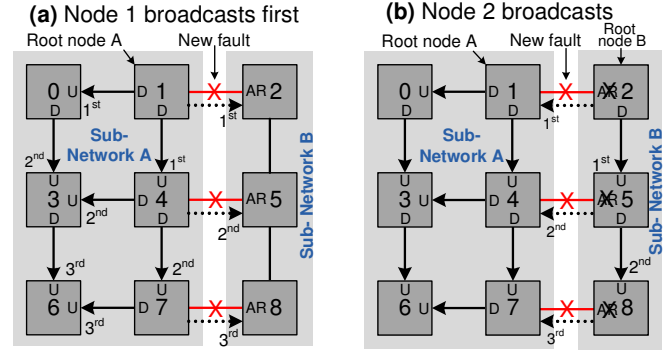 (a) Node 1 broadcasts first
Root node A
New fault
0 U
D
D 1
D
X
AR 2
1st
1st
Sub-
Network A
2nd
1st
U
3 U
D
2nd
U
D 4
D
X
AR 5
2nd
Sub- Network B
3rd
2nd
U
6 U
U
D 7
X
AR 8
3rd
3rd
(b) Node 2 broadcasts
Root node A
New fault
Root
node B
0 U
D
D 1
D
X
AR 2
X
D
1st
Sub-
Network A
1st
U
3 U
D
U
D 4
D
X
U
AR 5
X
D
2nd
Sub- Network B
2nd
U
6 U
U
D 7
X
U
AR 8
X
3rd